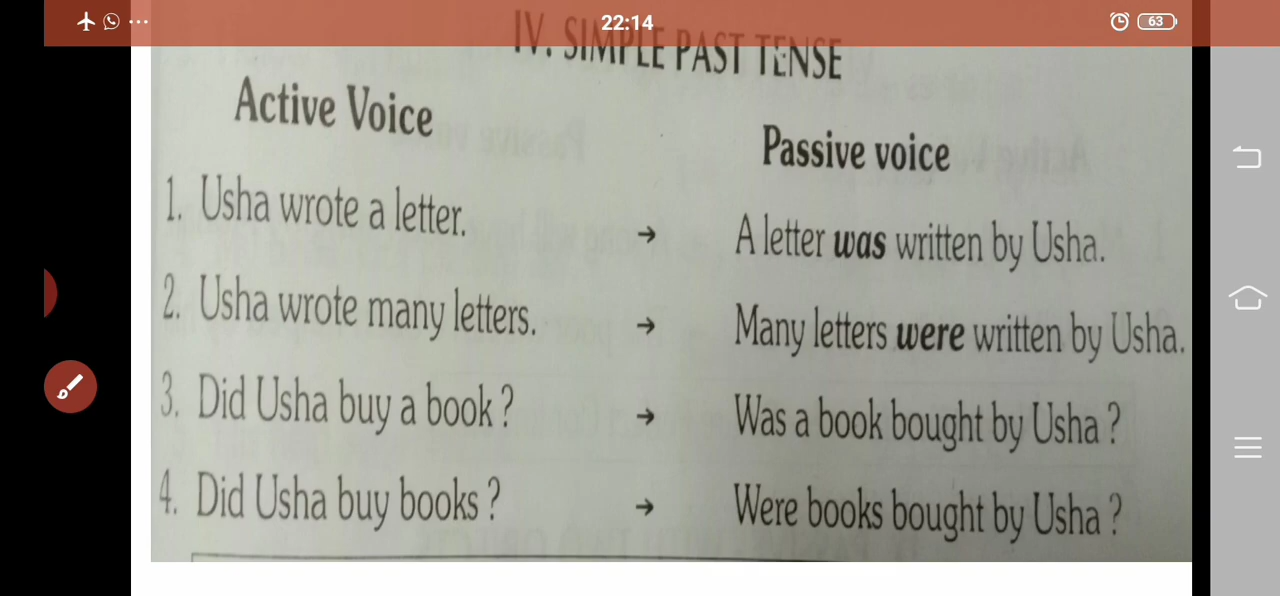 22:14
63
IV. SIMPLE PAST TENSE
Active Voice
Passive voice
1. Usha wrote a letter. → A letter was written by Usha.
2. Usha wrote many letters. → Many letters were written by Usha.
3. Did Usha buy a book ? → Was a book bought by Usha ?
4. Did Usha buy books ? → Were books bought by Usha ?